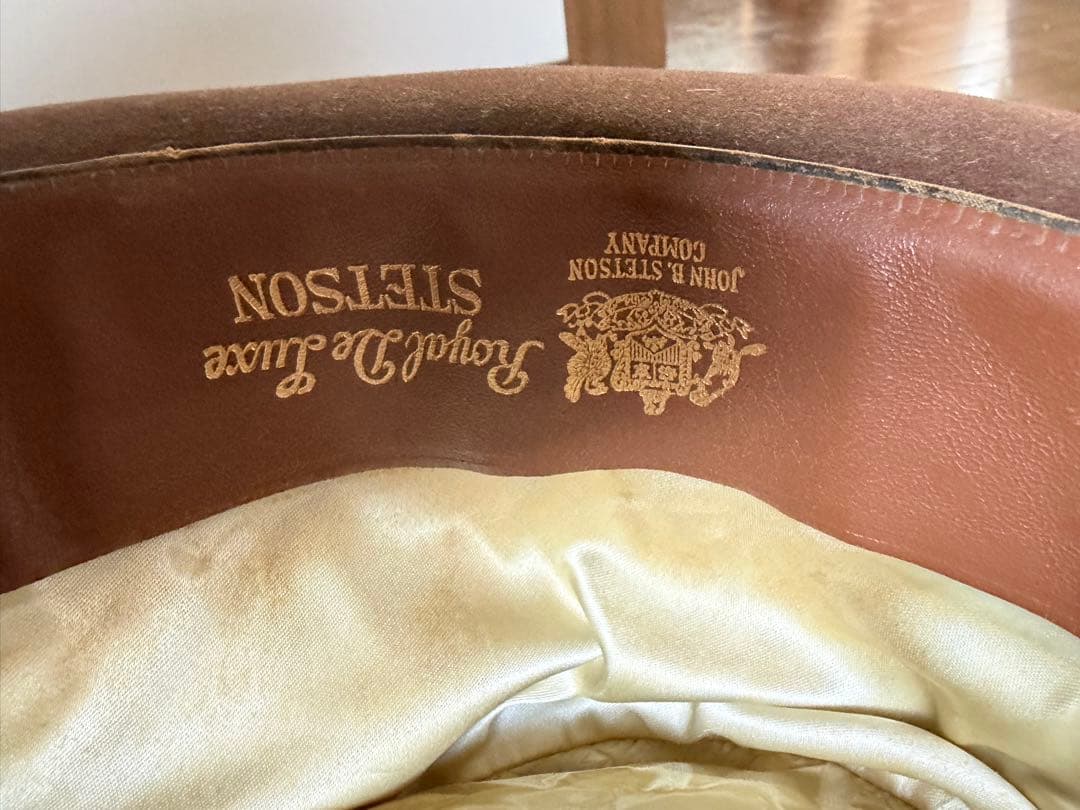 Royal De Luxe
STETSON
JOHN B. STETSON
COMPANY